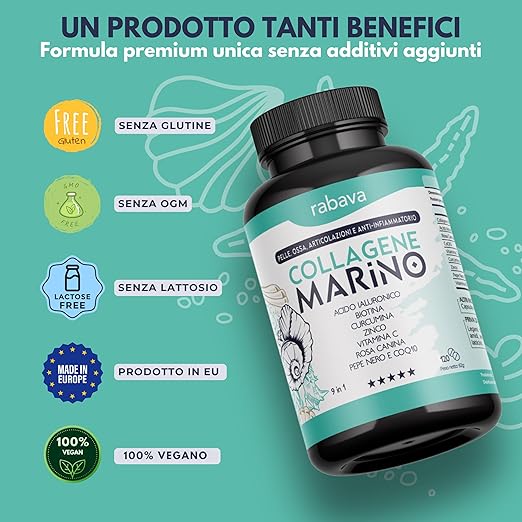 UN PRODOTTO TANTI BENEFICI
Formula premium unica senza additivi aggiunti
FREE
Gluten
SENZA GLUTINE
GMO
FREE
SENZA OGM
LACTOSE
FREE
SENZA LATTOSIO
MADE IN
EUROPE
PRODOTTO IN EU
100%
VEGAN
100% VEGANO
rabava
PELLE, OSSA, ARTICOLAZIONI E ANTI-INFIAMMATORIO
COLLAGENE
MARINO
ACIDO IALURONICO
BIOTINA
CURCUMINA
ZINCO
VITAMINA C
ROSA CANINA
PEPE NERO E COQ10
9 in 1
120